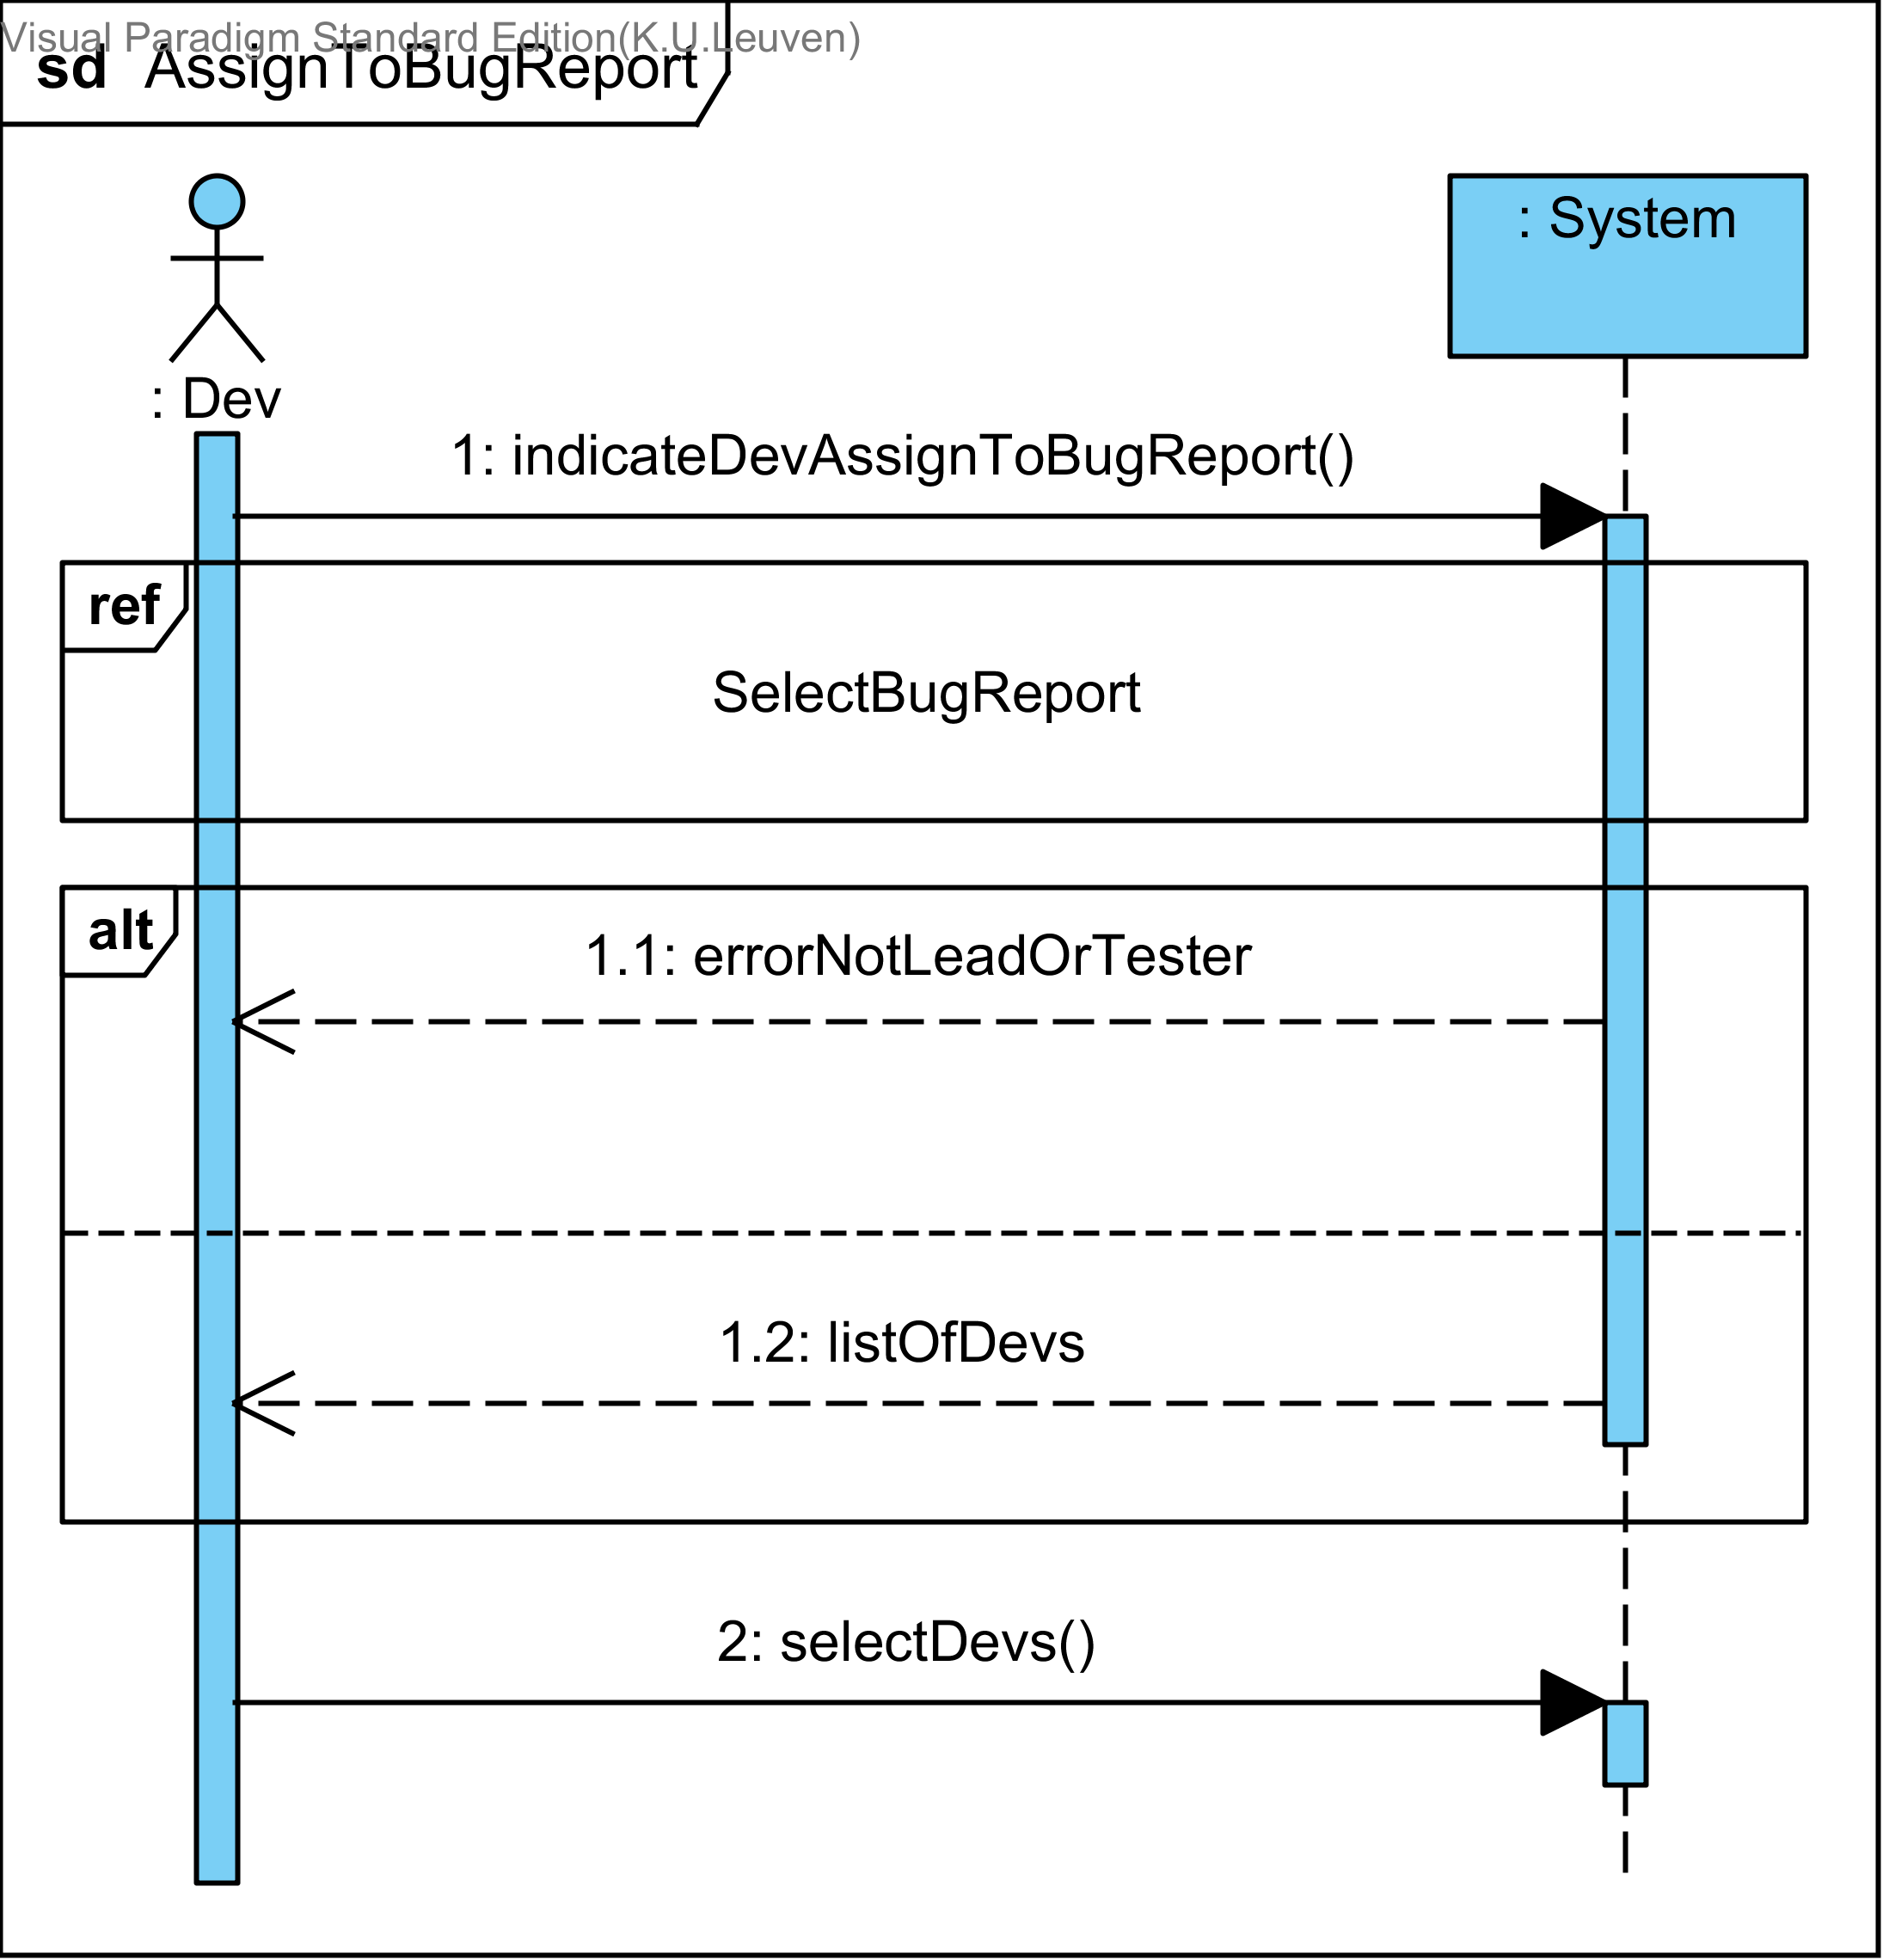 Visual Paradigm Standard Edition(K.U.Leuven)
sd AssignToBugReport
: System
: Dev
1: indicateDevAssignToBugReport()
ref
SelectBugReport
alt
1.1: errorNotLeadOrTester
1.2: listOfDevs
2: selectDevs()